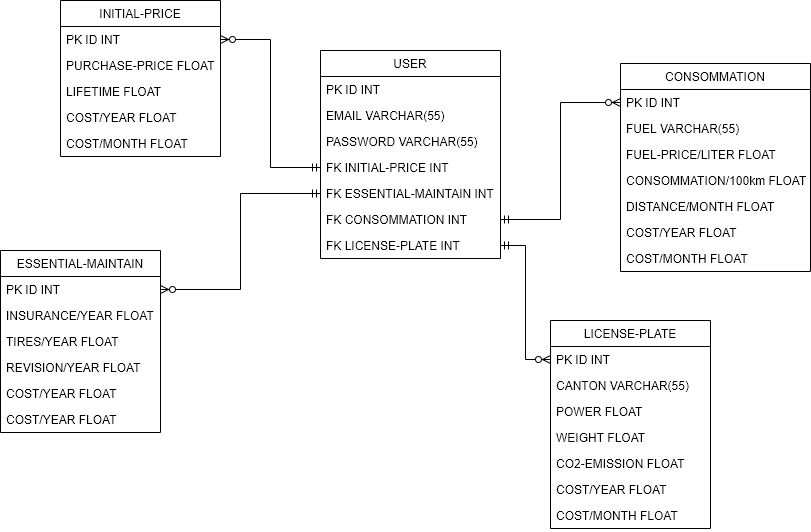 INITIAL-PRICE
PK ID INT
PURCHASE-PRICE FLOAT
LIFETIME FLOAT
COST/YEAR FLOAT
COST/MONTH FLOAT
USER
PK ID INT
EMAIL VARCHAR(55)
PASSWORD VARCHAR(55)
FK INITIAL-PRICE INT
FK ESSENTIAL-MAINTAIN INT
FK CONSOMMATION INT
FK LICENSE-PLATE INT
CONSOMMATION
PK ID INT
FUEL VARCHAR(55)
FUEL-PRICE/LITER FLOAT
CONSOMMATION/100km FLOAT
DISTANCE/MONTH FLOAT
COST/YEAR FLOAT
COST/MONTH FLOAT
ESSENTIAL-MAINTAIN
PK ID INT
INSURANCE/YEAR FLOAT
TIRES/YEAR FLOAT
REVISION/YEAR FLOAT
COST/YEAR FLOAT
COST/YEAR FLOAT
LICENSE-PLATE
PK ID INT
CANTON VARCHAR(55)
POWER FLOAT
WEIGHT FLOAT
CO2-EMISSION FLOAT
COST/YEAR FLOAT
COST/MONTH FLOAT